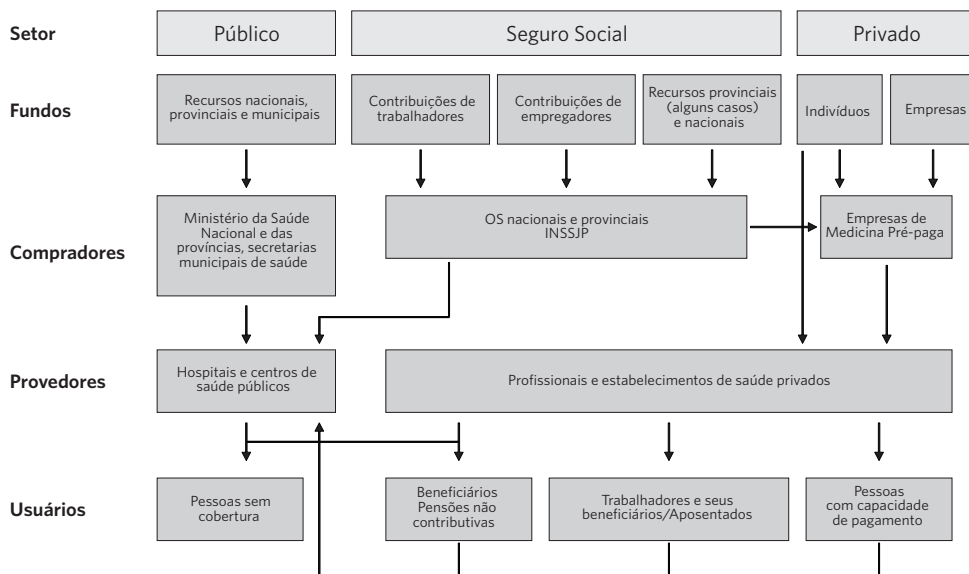 Setor
Público
Seguro Social
Privado
Fundos
Recursos nacionais,
provinciais e municipais
Contribuições de
trabalhadores
Contribuições de
empregadores
Recursos provinciais
(alguns casos)
e nacionais
Indivíduos
Empresas
Compradores
Ministério da Saúde
Nacional e das
províncias, secretarias
municipais de saúde
OS nacionais e provinciais
INSSJP
Empresas de
Medicina Pré-paga
Provedores
Hospitais e centros de
saúde públicos
Profissionais e estabelecimentos de saúde privados
Usuários
Pessoas sem
cobertura
Beneficiários
Pensões não
contributivas
Trabalhadores e seus
beneficiários/Aposentados
Pessoas
com capacidade
de pagamento